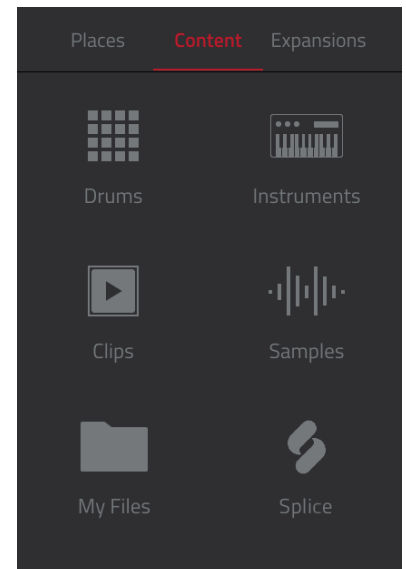 Places Content Expansions
Drums Instruments
Clips Samples
My Files Splice